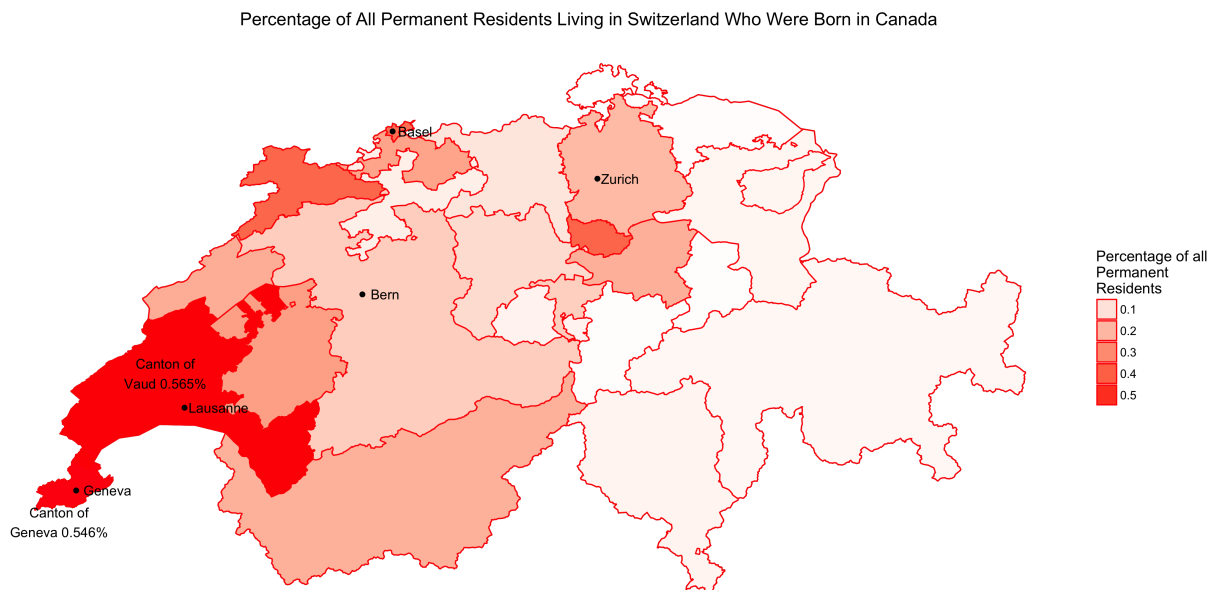 Percentage of All Permanent Residents Living in Switzerland Who Were Born in Canada
Basel
Zurich
Bern
Canton of
Vaud 0.565%
Lausanne
Geneva
Canton of
Geneva 0.546%
Percentage of all
Permanent
Residents
0.1
0.2
0.3
0.4
0.5